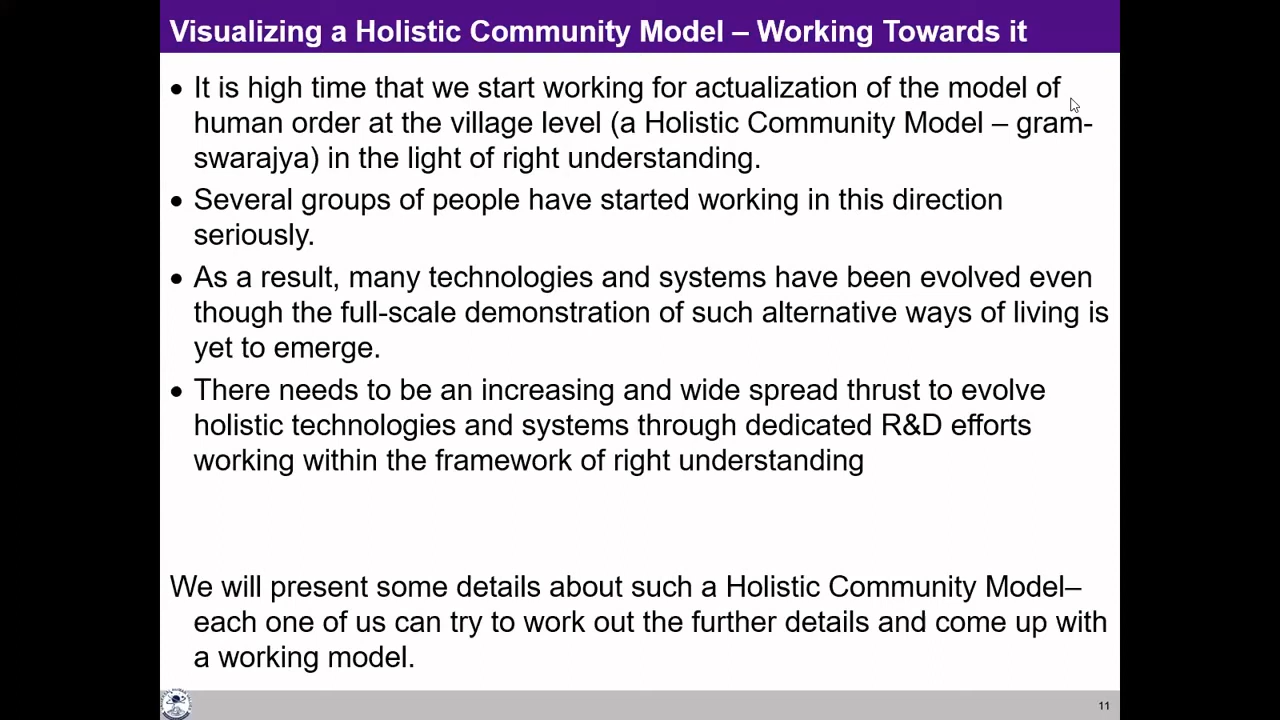 Visualizing a Holistic Community Model – Working Towards it
• It is high time that we start working for actualization of the model of
human order at the village level (a Holistic Community Model – gram-
swarajya) in the light of right understanding.
• Several groups of people have started working in this direction
seriously.
• As a result, many technologies and systems have been evolved even
though the full-scale demonstration of such alternative ways of living is
yet to emerge.
• There needs to be an increasing and wide spread thrust to evolve
holistic technologies and systems through dedicated R&D efforts
working within the framework of right understanding
We will present some details about such a Holistic Community Model–
each one of us can try to work out the further details and come up with
a working model.
11